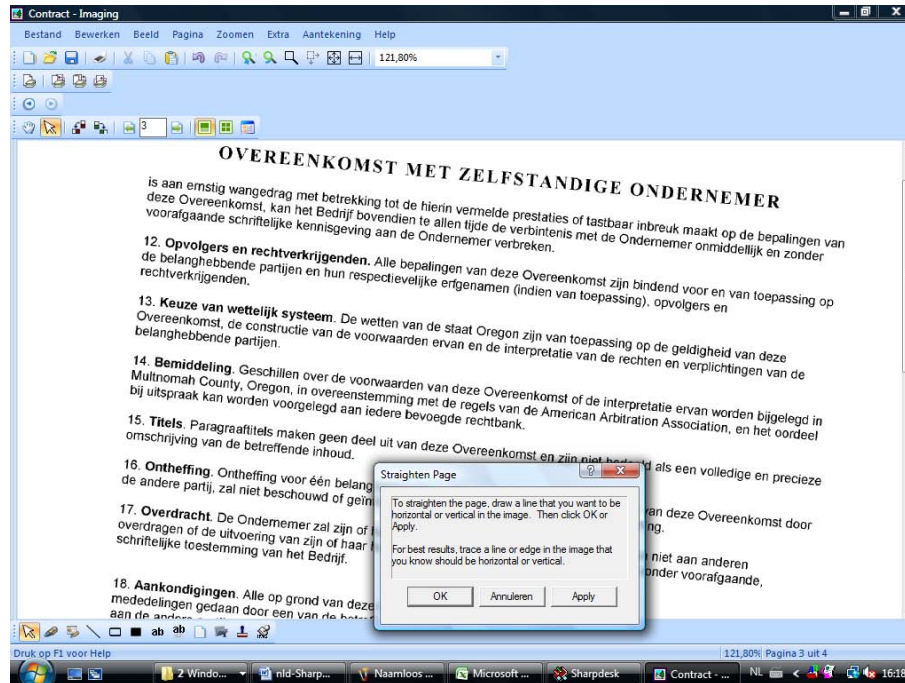 Contract - Imaging
Bestand Bewerken Beeld Pagina Zoomen Extra Aantekening Help
121,80%
3
OVEREENKOMST MET ZELFSTANDIGE ONDERNEMER
is aan ernstig wangedrag met betrekking tot de hierin vermelde prestaties of tastbaar inbreuk maakt op de bepalingen van
deze Overeenkomst, kan het Bedrijf bovendien te allen tijde de verbintenis met de Ondernemer onmiddellijk en zonder
voorafgaande schriftelijke kennisgeving aan de Ondernemer verbreken.
12. Opvolgers en rechtverkrijgenden. Alle bepalingen van deze Overeenkomst zijn bindend voor en van toepassing op
de belanghebbende partijen en hun respectievelijke erfgenamen (indien van toepassing), opvolgers en
rechtverkrijgenden.
13. Keuze van wettelijk systeem. De wetten van de staat Oregon zijn van toepassing op de geldigheid van deze
Overeenkomst, de constructie van de voorwaarden ervan en de interpretatie van de rechten en verplichtingen van de
belanghebbende partijen.
14. Bemiddeling. Geschillen over de voorwaarden van deze Overeenkomst of de interpretatie ervan worden bijgelegd in
Multnomah County, Oregon, in overeenstemming met de regels van de American Arbitration Association, en het oordeel
bij uitspraak kan worden voorgelegd aan iedere bevoegde rechtbank.
15. Titels. Paragraaftitels maken geen deel uit van deze Overeenkomst en zijn niet als een volledige en precieze
omschrijving van de betreffende inhoud.
16. Ontheffing. Ontheffing voor één belang van deze Overeenkomst door
de andere partij, zal niet beschouwd of geïn ng.
17. Overdracht. De Ondernemer zal zijn of niet aan anderen
overdragen of de uitvoering van zijn of haar onder voorafgaande,
schriftelijke toestemming van het Bedrijf.
18. Aankondigingen. Alle op grond van deze
mededelingen gedaan door een van de
aan de andere
Straighten Page
To straighten the page, draw a line that you want to be
horizontal or vertical in the image. Then click OK or
Apply.
For best results, trace a line or edge in the image that
you know should be horizontal or vertical.
OK Annuleren Apply
ab ab
Druk op F1 voor Help 121,80% Pagina 3 uit 4
2 Windo... nld-Sharp... Naamloos ... Microsoft ... Sharpdesk Contract - ... NL 16:18